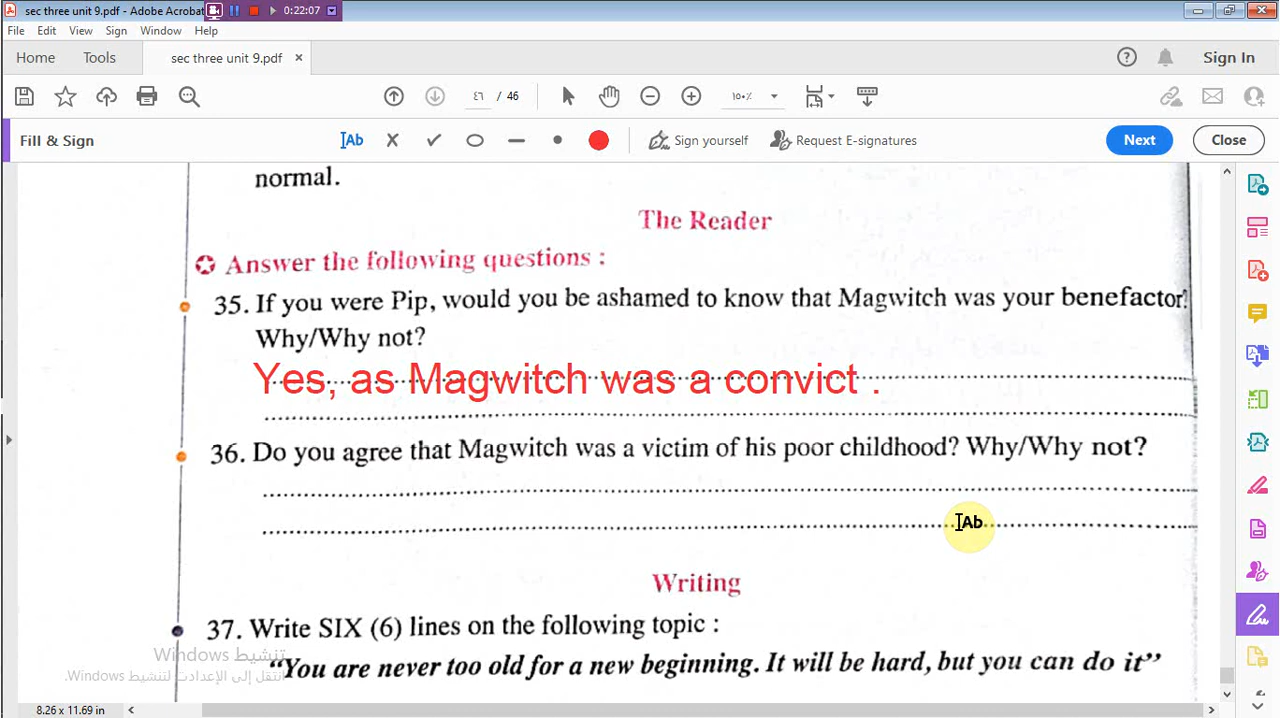 sec three unit 9.pdf - Adobe Acrobat
0:22:07
File Edit View Sign Window Help
Home Tools sec three unit 9.pdf × Sign In
٤٦ / 46 ١٥٠٪
Fill & Sign Ab Sign yourself Request E-signatures Next Close
normal.
The Reader
Answer the following questions :
35. If you were Pip, would you be ashamed to know that Magwitch was your benefactor?
Why/Why not?
Yes, as Magwitch was a convict .
36. Do you agree that Magwitch was a victim of his poor childhood? Why/Why not?
Ab
Writing
37. Write SIX (6) lines on the following topic :
تنشيط Windows
"You are never too old for a new beginning. It will be hard, but you can do it"
انتقل إلى الإعدادات لتنشيط Windows.
8.26 x 11.69 in